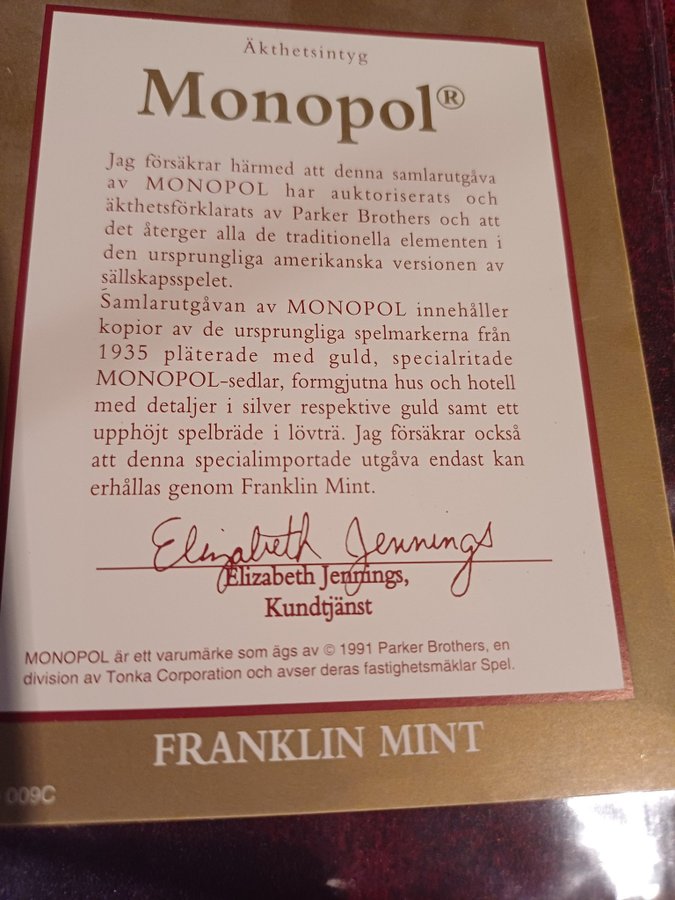 Äkthetsintyg
Monopol®
Jag försäkrar härmed att denna samlarutgåva
av MONOPOL har auktoriserats och
äkthetsförklarats av Parker Brothers och att
det återger alla de traditionella elementen i
den ursprungliga amerikanska versionen av
sällskapsspelet.
Samlarutgåvan av MONOPOL innehåller
kopior av de ursprungliga spelmarkerna från
1935 pläterade med guld, specialritade
MONOPOL-sedlar, formgjutna hus och hotell
med detaljer i silver respektive guld samt ett
upphöjt spelbräde i lövträ. Jag försäkrar också
att denna specialimporterade utgåva endast kan
erhållas genom Franklin Mint.
Elizabeth Jennings
Elizabeth Jennings,
Kundtjänst
MONOPOL är ett varumärke som ägs av © 1991 Parker Brothers, en
division av Tonka Corporation och avser deras fastighetsmäklar Spel.
FRANKLIN MINT
009C